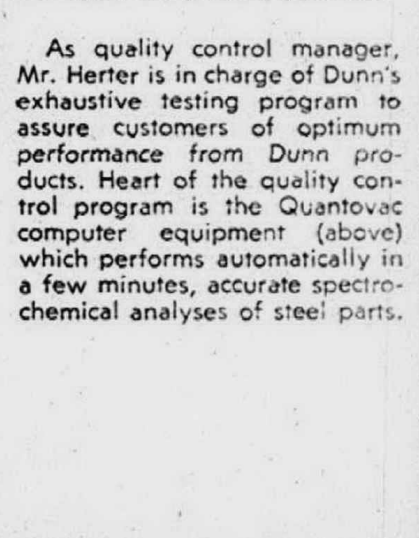 As quality control manager,
Mr. Herter is in charge of Dunn's
exhaustive testing program to
assure customers of optimum
performance from Dunn pro-
ducts. Heart of the quality con-
trol program is the Quantovac
computer equipment (above)
which performs automatically in
a few minutes, accurate spectro-
chemical analyses of steel parts.